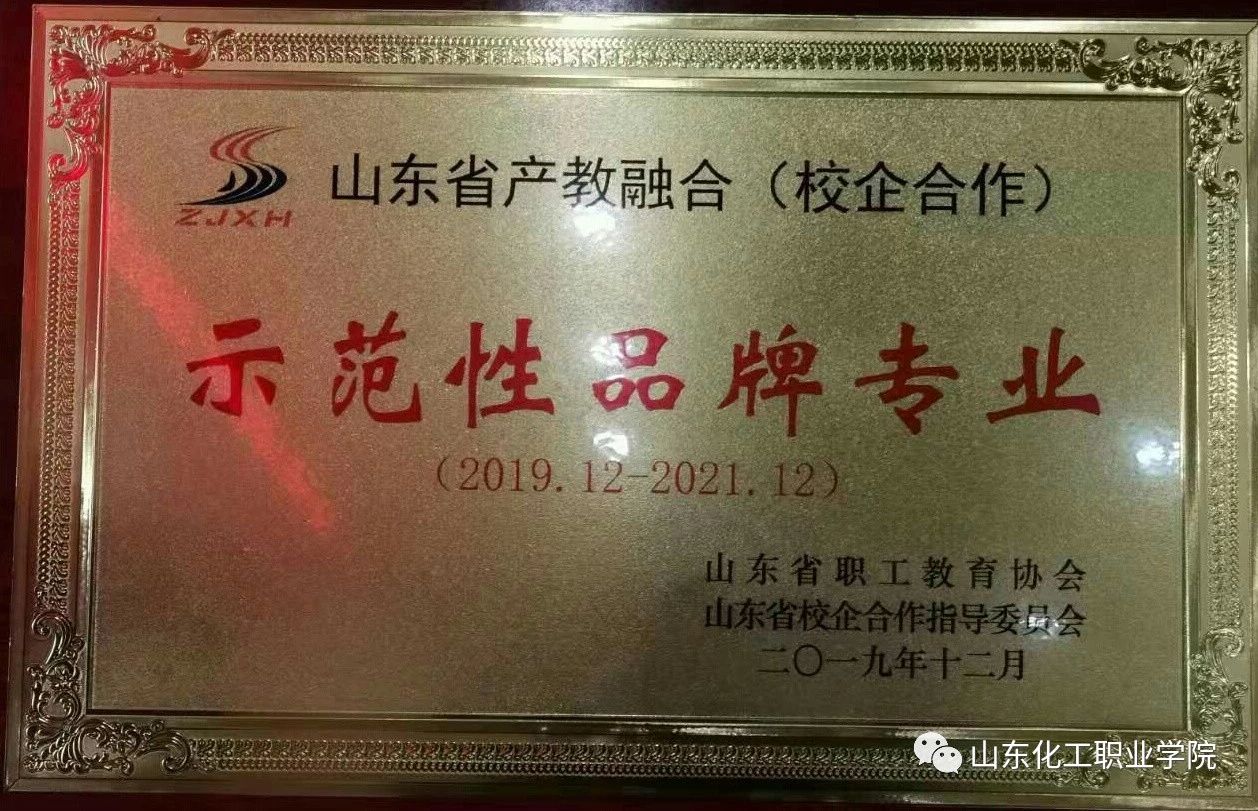 ZJXH
山东省产教融合（校企合作）
示范性品牌专业
（2019.12-2021.12）
山东省职工教育协会
山东省校企合作指导委员会
二〇一九年十二月
山东化工职业学院